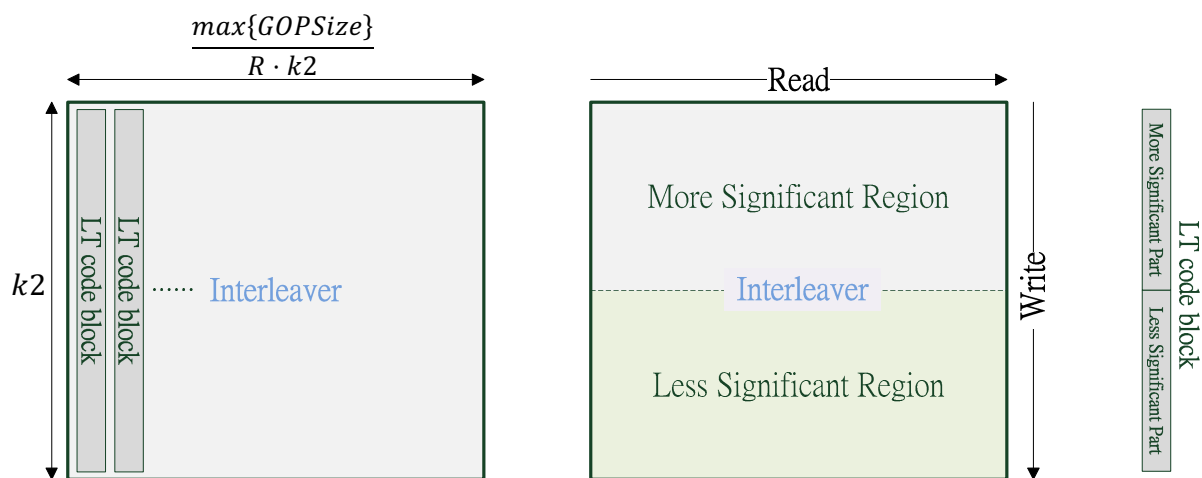 max{GOPSize}
R · k2
k2
LT code block
LT code block
......
Interleaver
Read
More Significant Region
Interleaver
Less Significant Region
Write
More Significant Part
Less Significant Part
LT code block